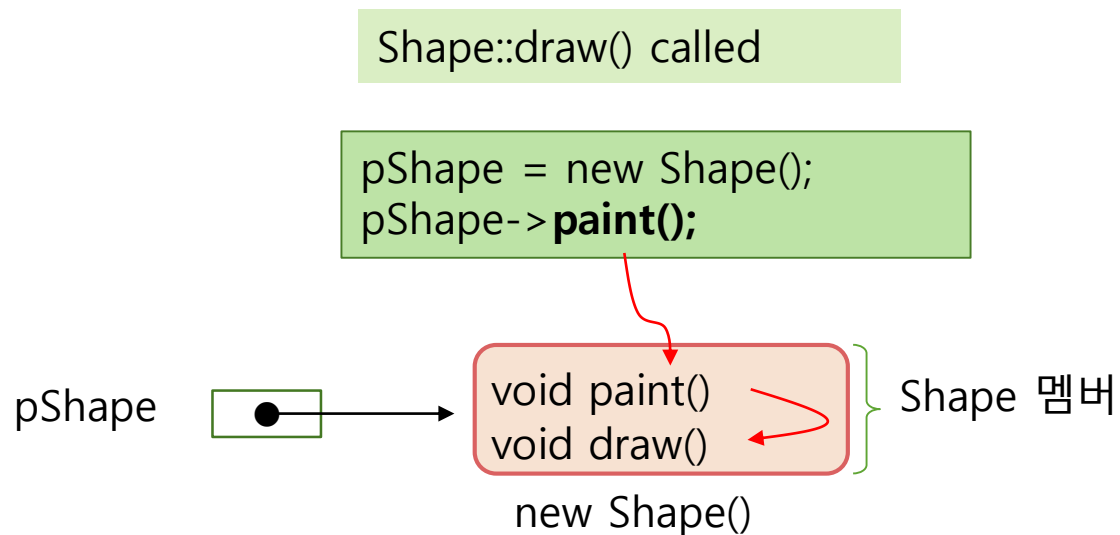 Shape::draw() called
pShape = new Shape();
pShape->paint();
pShape
void paint()
void draw()
Shape 멤버
new Shape()